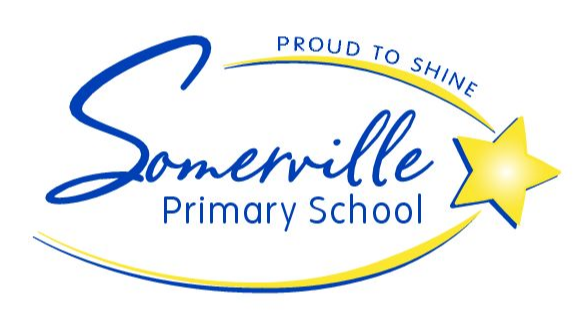 PROUD TO SHINE
Somerville
Primary School